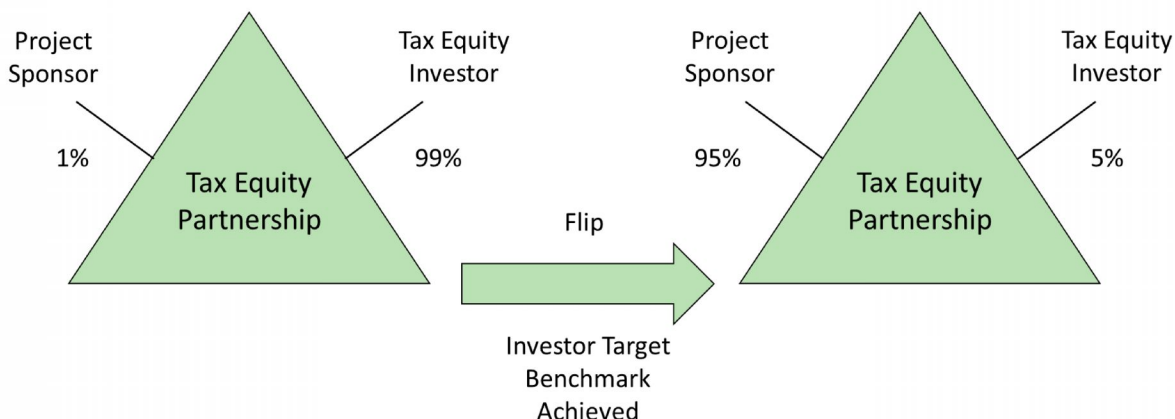 Project
Sponsor
1%
Tax Equity
Investor
99%
Tax Equity
Partnership
Flip
Investor Target
Benchmark
Achieved
Project
Sponsor
95%
Tax Equity
Investor
5%
Tax Equity
Partnership